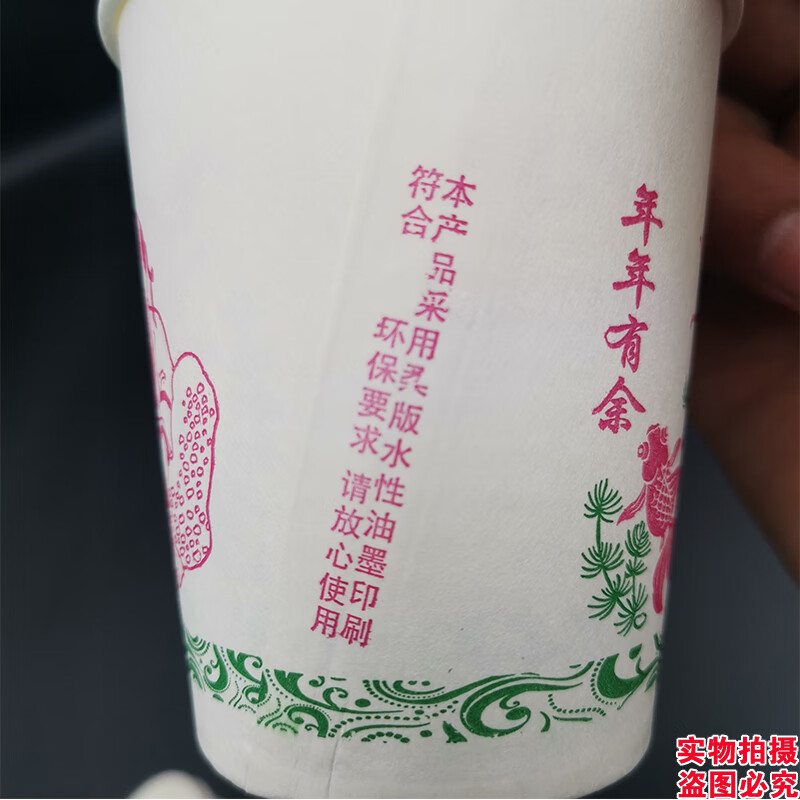 本产品采用柔版水性油墨印刷
符合环保要求请放心使用
年年有余
实物拍摄
盗图必究